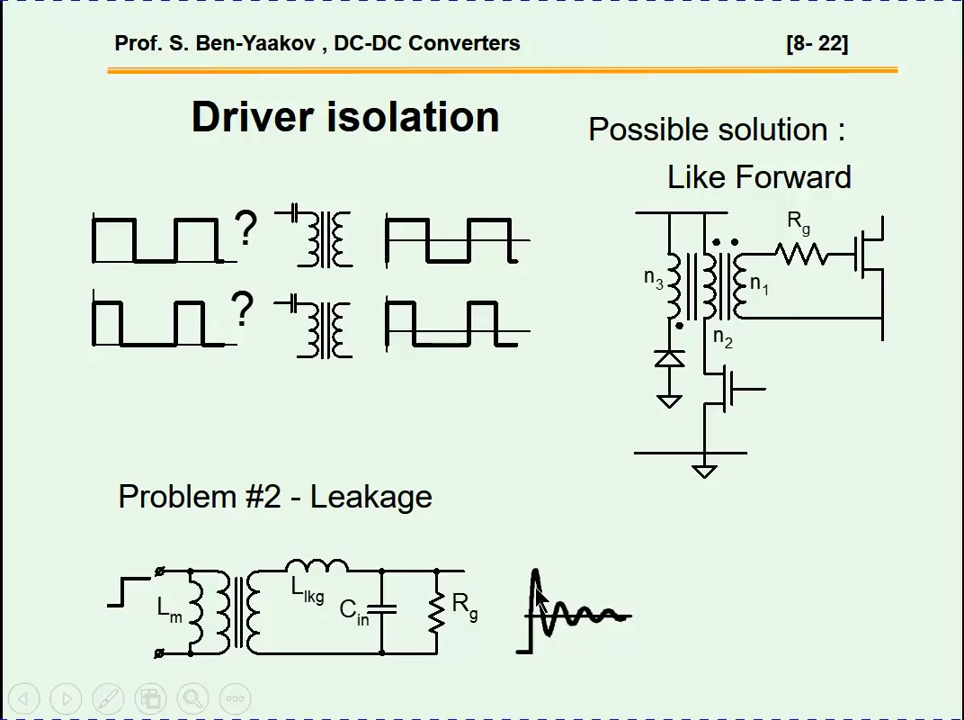 Prof. S. Ben-Yaakov , DC-DC Converters [8- 22]
Driver isolation
Possible solution :
Like Forward
?
?
Rg
n3
n1
n2
Problem #2 - Leakage
Lm
Llkg
Cin
Rg